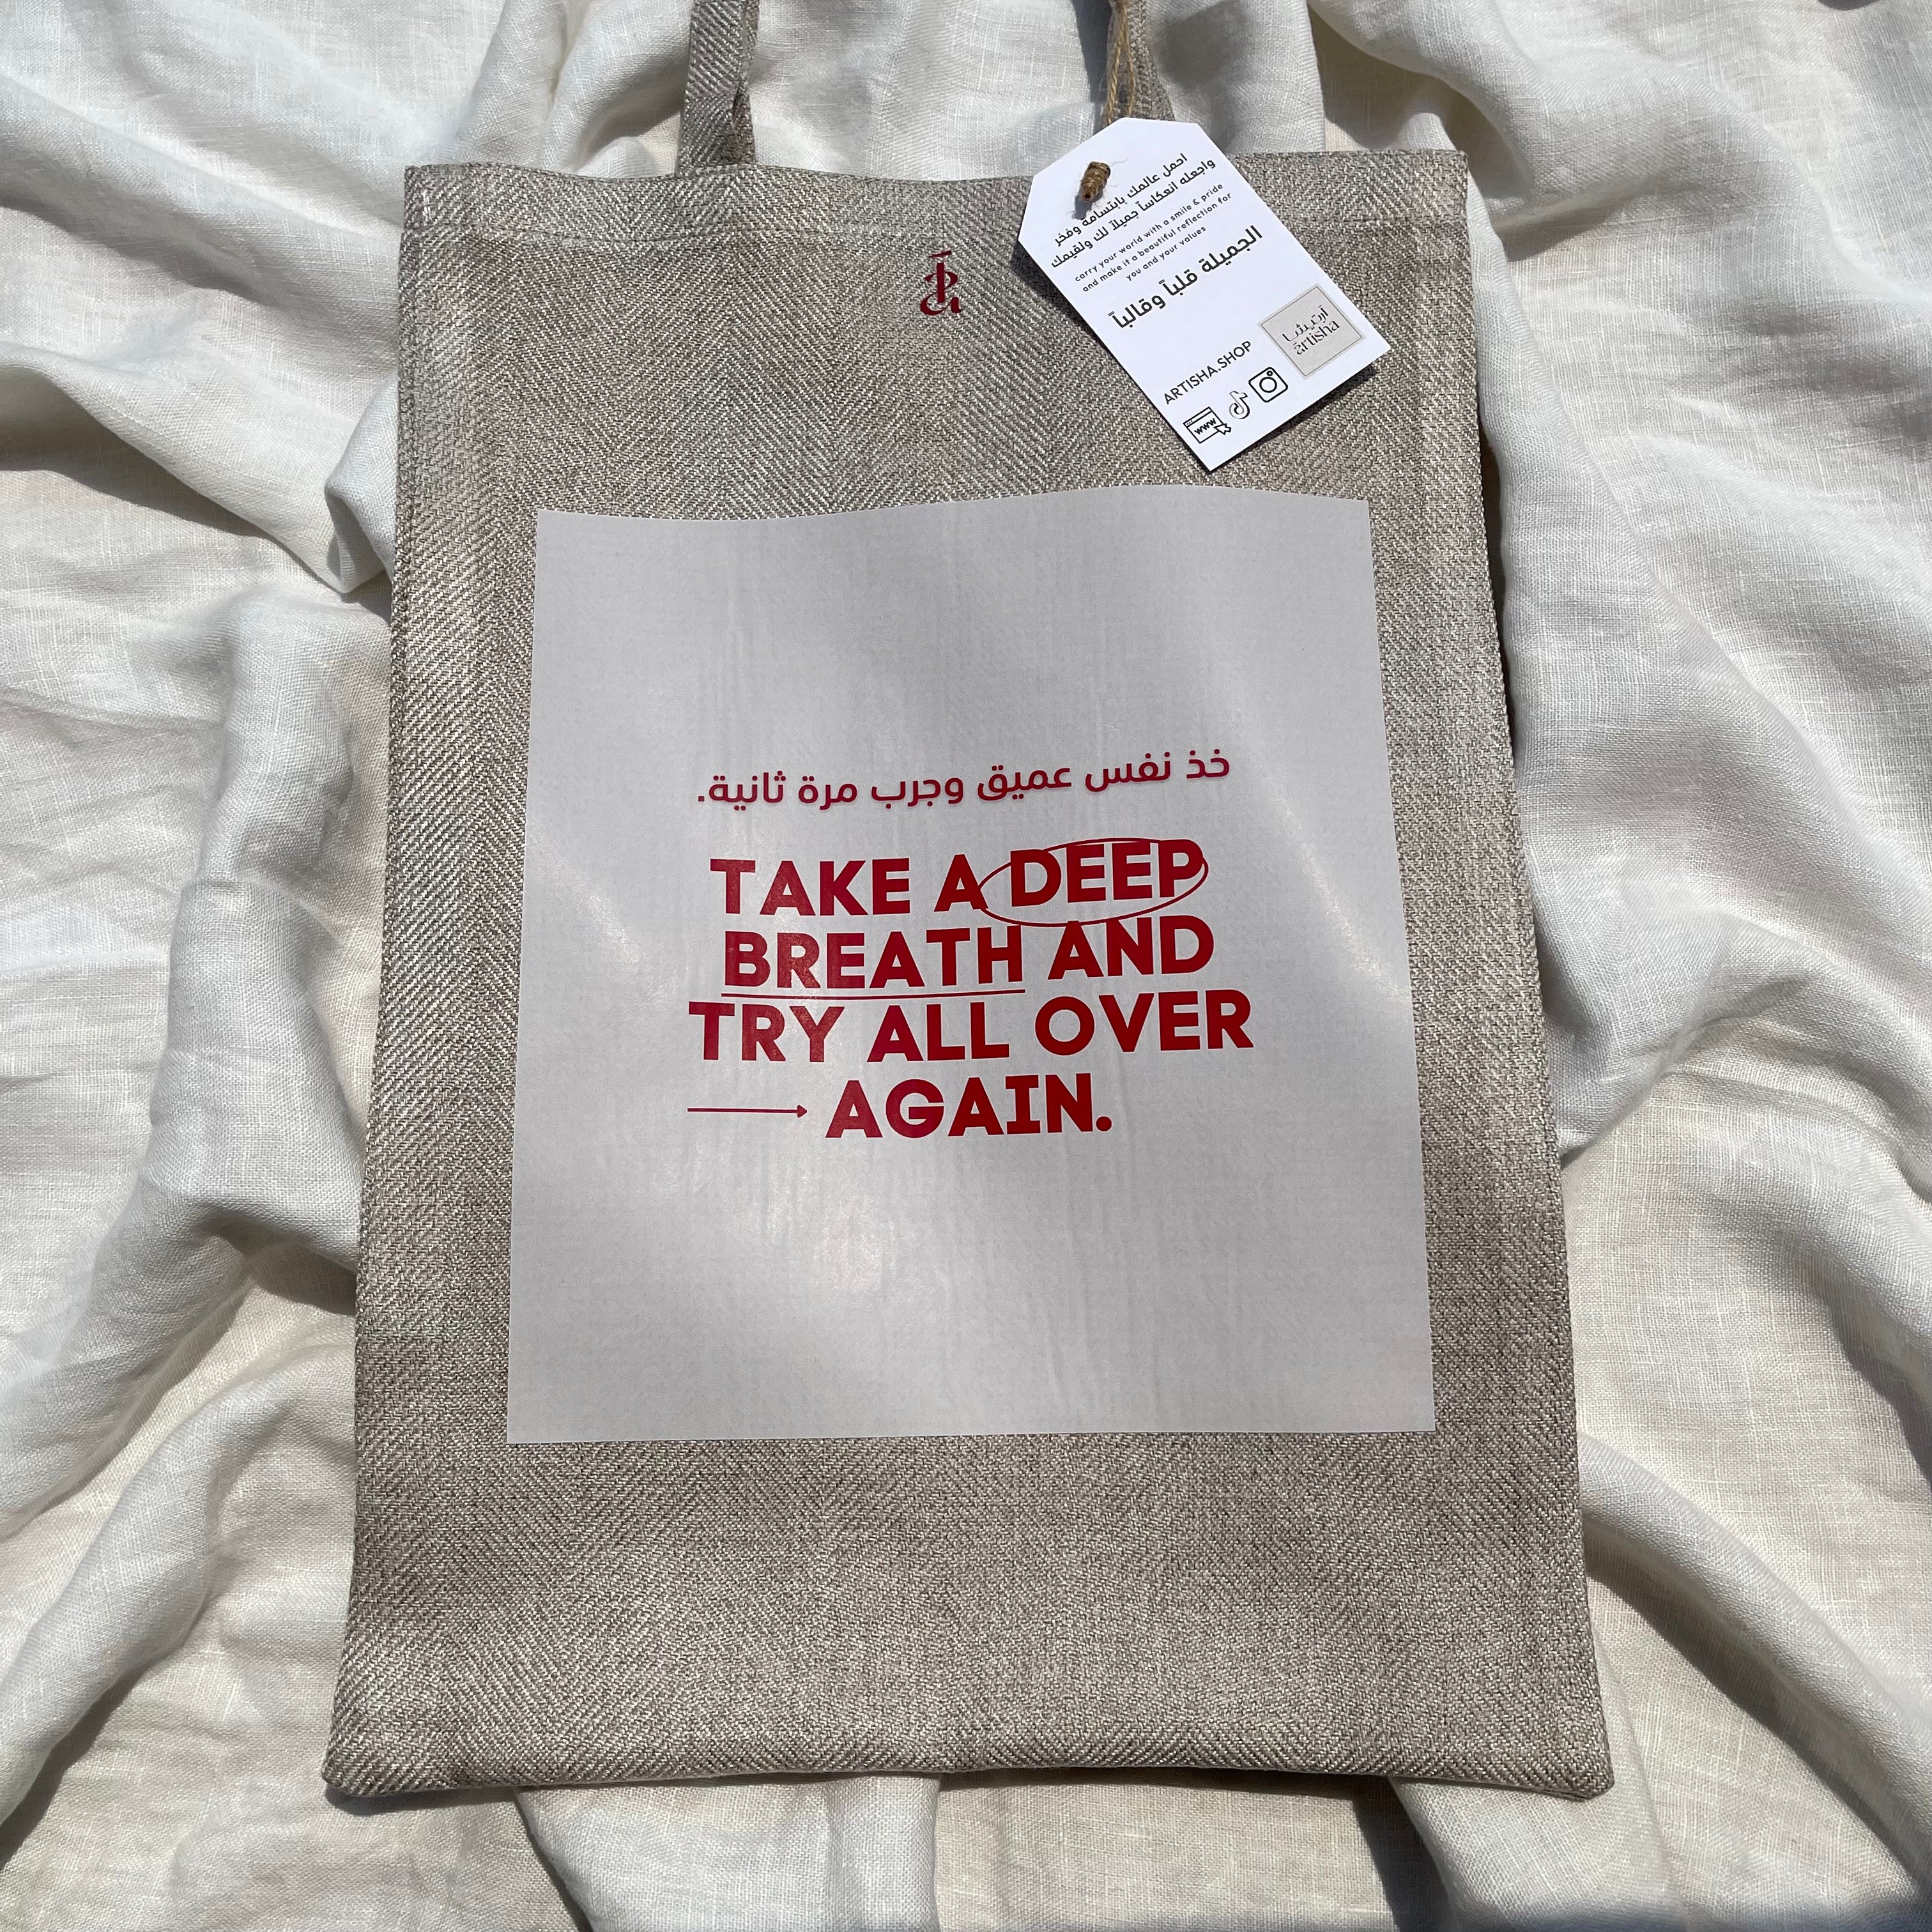 احمل عالمك بابتسامة وفخر
واجعله انعكاساً جميلاً لك ولقيمك
carry your world with a smile & pride
and make it a beautiful reflection for
you and your values
الجميلة قلباً وقالباً
آرتيشا
artisha
ARTISHA.SHOP
www
خذ نفس عميق وجرب مرة ثانية.
TAKE A DEEP
BREATH AND
TRY ALL OVER
AGAIN.